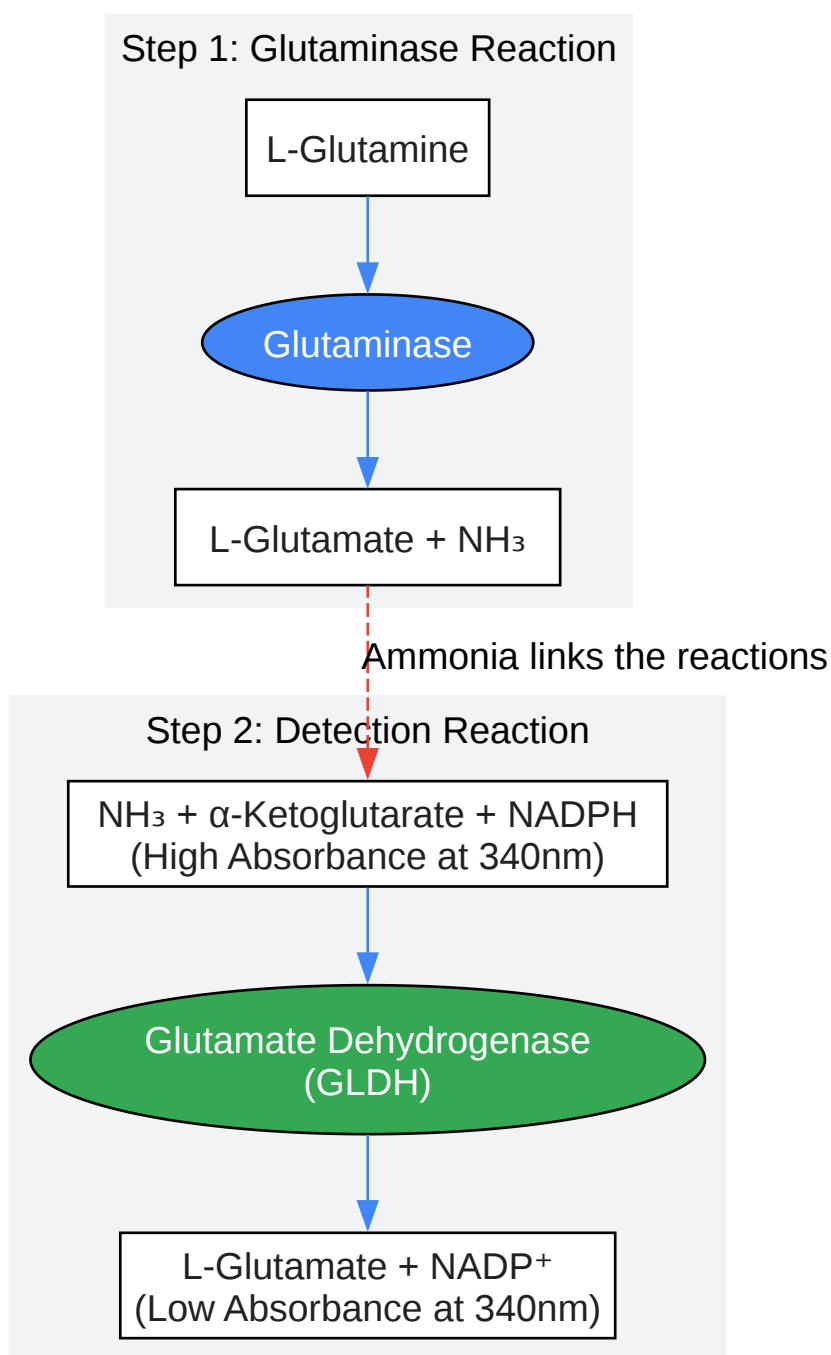 Step 1: Glutaminase Reaction
L-Glutamine
Glutaminase
L-Glutamate + NH₃
Ammonia links the reactions
Step 2: Detection Reaction
NH₃ + α-Ketoglutarate + NADPH
(High Absorbance at 340nm)
Glutamate Dehydrogenase
(GLDH)
L-Glutamate + NADP⁺
(Low Absorbance at 340nm)